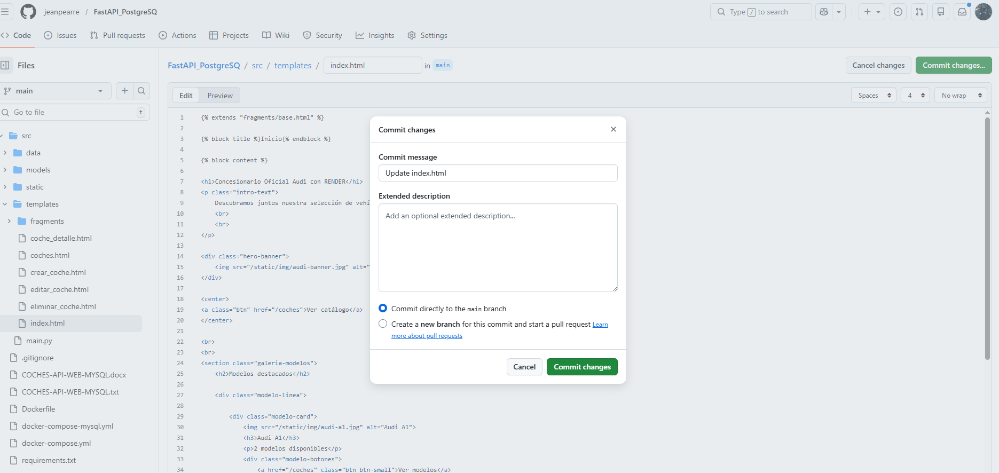 jeanpearre / FastAPI_PostgreSQ
Type / to search
Code
Issues
Pull requests
Actions
Projects
Wiki
Security
Insights
Settings
Files
main
Go to file
t
src
data
models
static
templates
fragments
coche_detalle.html
coches.html
crear_coche.html
editar_coche.html
eliminar_coche.html
index.html
main.py
.gitignore
COCHES-API-WEB-MYSQL.docx
COCHES-API-WEB-MYSQL.txt
Dockerfile
docker-compose-mysql.yml
docker-compose.yml
requirements.txt
FastAPI_PostgreSQ / src / templates / index.html in main
Cancel changes
Commit changes...
Edit
Preview
Spaces
4
No wrap
1 {% extends "fragments/base.html" %}
2
3 {% block title %}Inicio{% endblock %}
4
5 {% block content %}
6
7 <h1>Concesionario Oficial Audi con RENDER</h1>
8 <p class="intro-text">
9 Descubramos juntos nuestra selección de vehí
10 <br>
11 <br>
12 </p>
13
14 <div class="hero-banner">
15 <img src="/static/img/audi-banner.jpg" alt="
16 </div>
17
18 <center>
19 <a class="btn" href="/coches">Ver catálogo</a>
20 </center>
21
22 <br>
23 <br>
24 <section class="galeria-modelos">
25 <h2>Modelos destacados</h2>
26
27 <div class="modelo-linea">
28
29 <div class="modelo-card">
30 <img src="/static/img/audi-a1.jpg" alt="Audi A1">
31 <h3>Audi A1</h3>
32 <p>2 modelos disponibles</p>
33 <div class="modelo-botones">
34 <a href="/coches" class="btn btn-small">Ver modelos</a>
Commit changes
Commit message
Update index.html
Extended description
Add an optional extended description...
Commit directly to the main branch
Create a new branch for this commit and start a pull request Learn
more about pull requests
Cancel
Commit changes